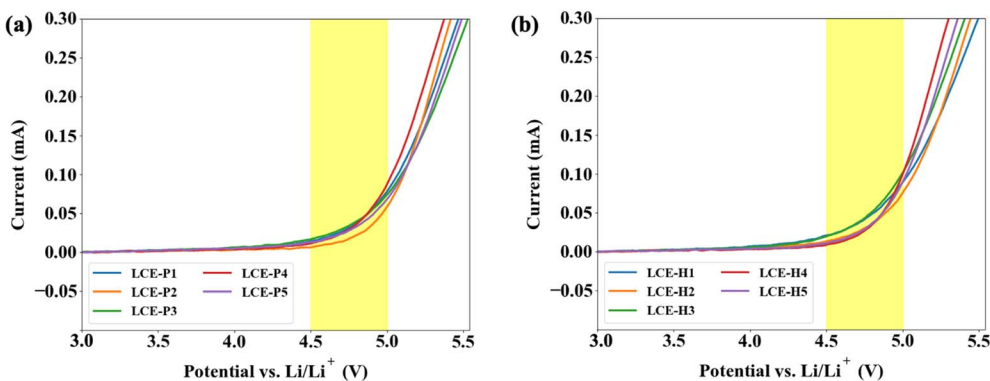 (a)
0.30
0.25
0.20
0.15
0.10
0.05
0.00
−0.05
Current (mA)
LCE-P1 LCE-P4
LCE-P2 LCE-P5
LCE-P3
3.0 3.5 4.0 4.5 5.0 5.5
Potential vs. Li/Li+ (V)
(b)
0.30
0.25
0.20
0.15
0.10
0.05
0.00
−0.05
Current (mA)
LCE-H1 LCE-H4
LCE-H2 LCE-H5
LCE-H3
3.0 3.5 4.0 4.5 5.0 5.5
Potential vs. Li/Li+ (V)